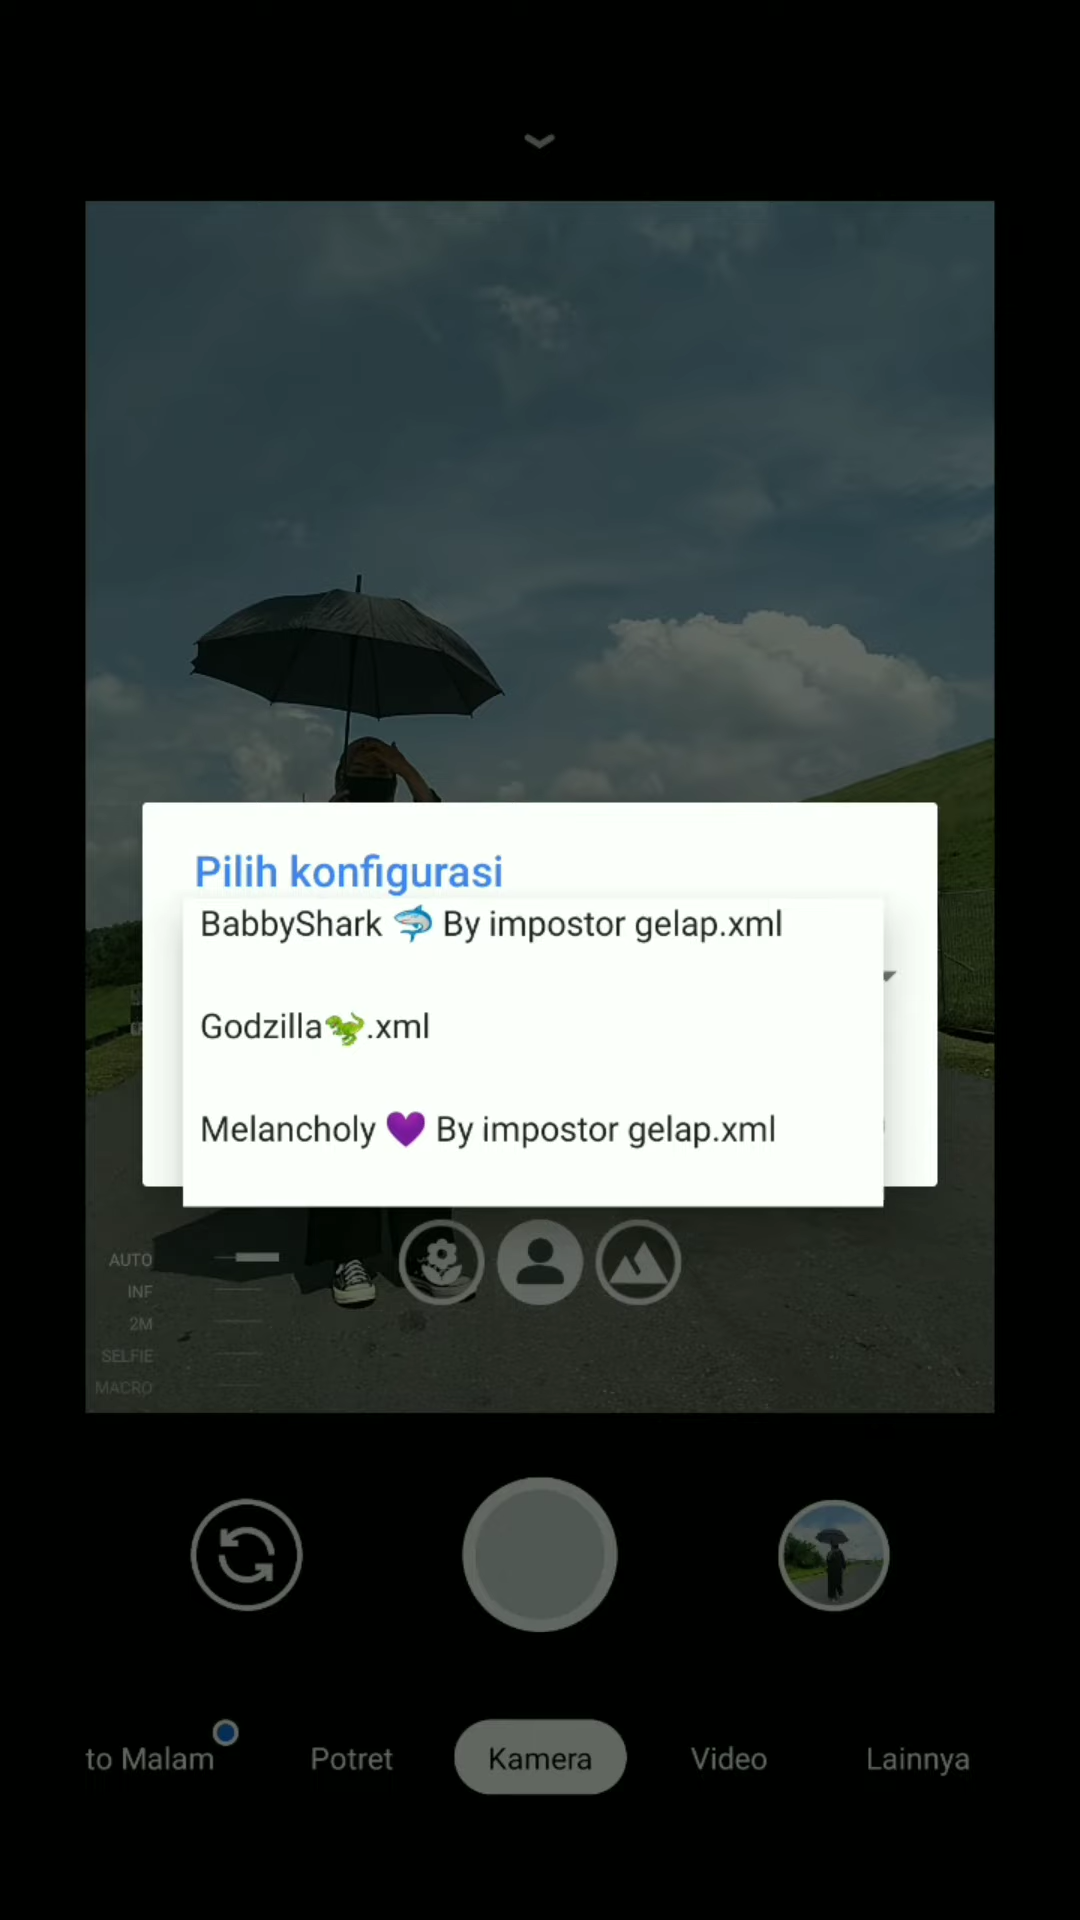 Pilih konfigurasi
BabbyShark 🦈 By impostor gelap.xml
Godzilla🦖.xml
Melancholy 💜 By impostor gelap.xml
AUTO
INF
2M
SELFIE
MACRO
to Malam
Potret
Kamera
Video
Lainnya